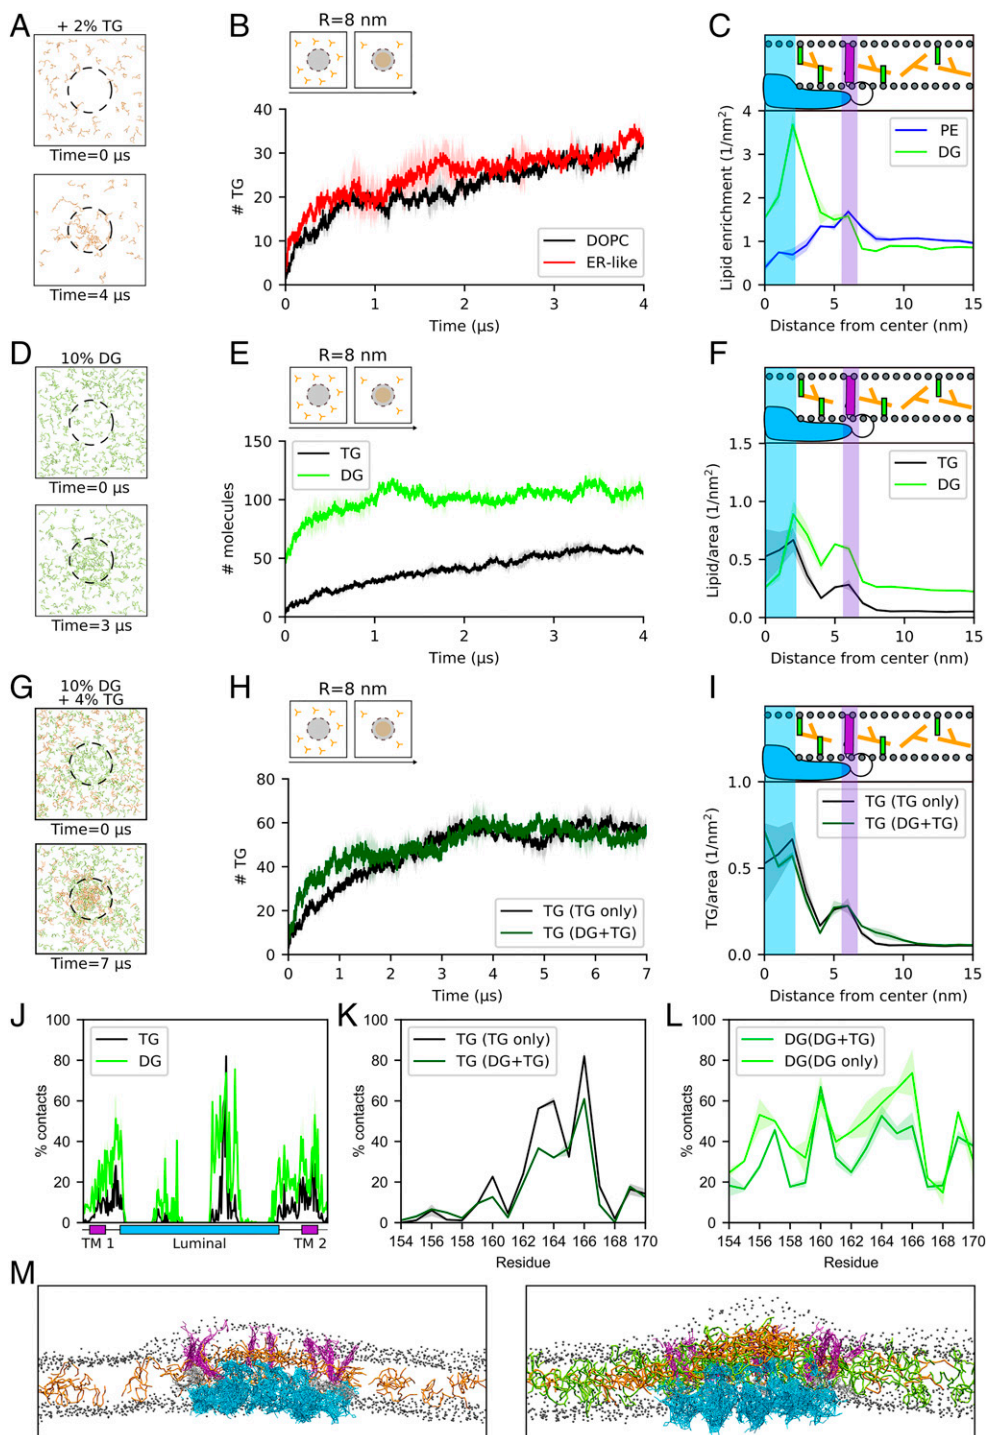 A
+ 2% TG
Time=0 µs
Time=4 µs
B
R=8 nm
# TG
40
30
20
10
0
0 1 2 3 4
Time (µs)
DOPC
ER-like
C
Lipid enrichment (1/nm²)
4
3
2
1
0
0 5 10 15
Distance from center (nm)
PE
DG
D
10% DG
Time=0 µs
Time=3 µs
E
R=8 nm
# molecules
150
100
50
0
0 1 2 3 4
Time (µs)
TG
DG
F
Lipid/area (1/nm²)
1.5
1.0
0.5
0.0
0 5 10 15
Distance from center (nm)
TG
DG
G
10% DG
+ 4% TG
Time=0 µs
Time=7 µs
H
R=8 nm
# TG
80
60
40
20
0
0 1 2 3 4 5 6 7
Time (µs)
TG (TG only)
TG (DG+TG)
I
TG/area (1/nm²)
1.0
0.5
0.0
0 5 10 15
Distance from center (nm)
TG (TG only)
TG (DG+TG)
J
% contacts
100
80
60
40
20
0
TG
DG
TM 1 Luminal TM 2
K
% contacts
100
80
60
40
20
0
154 156 158 160 162 164 166 168 170
Residue
TG (TG only)
TG (DG+TG)
L
% contacts
100
80
60
40
20
0
154 156 158 160 162 164 166 168 170
Residue
DG(DG+TG)
DG(DG only)
M